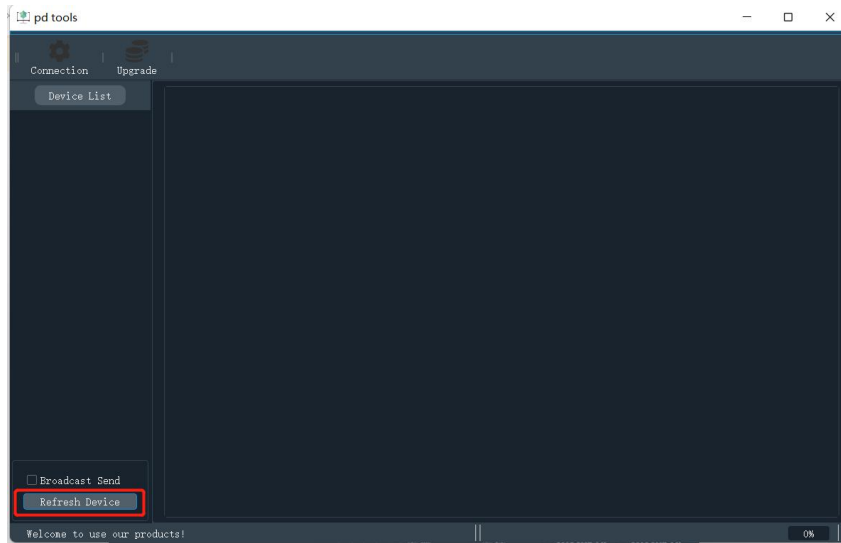 pd tools
Connection Upgrade
Device List
Broadcast Send
Refresh Device
Welcome to use our products!
0%